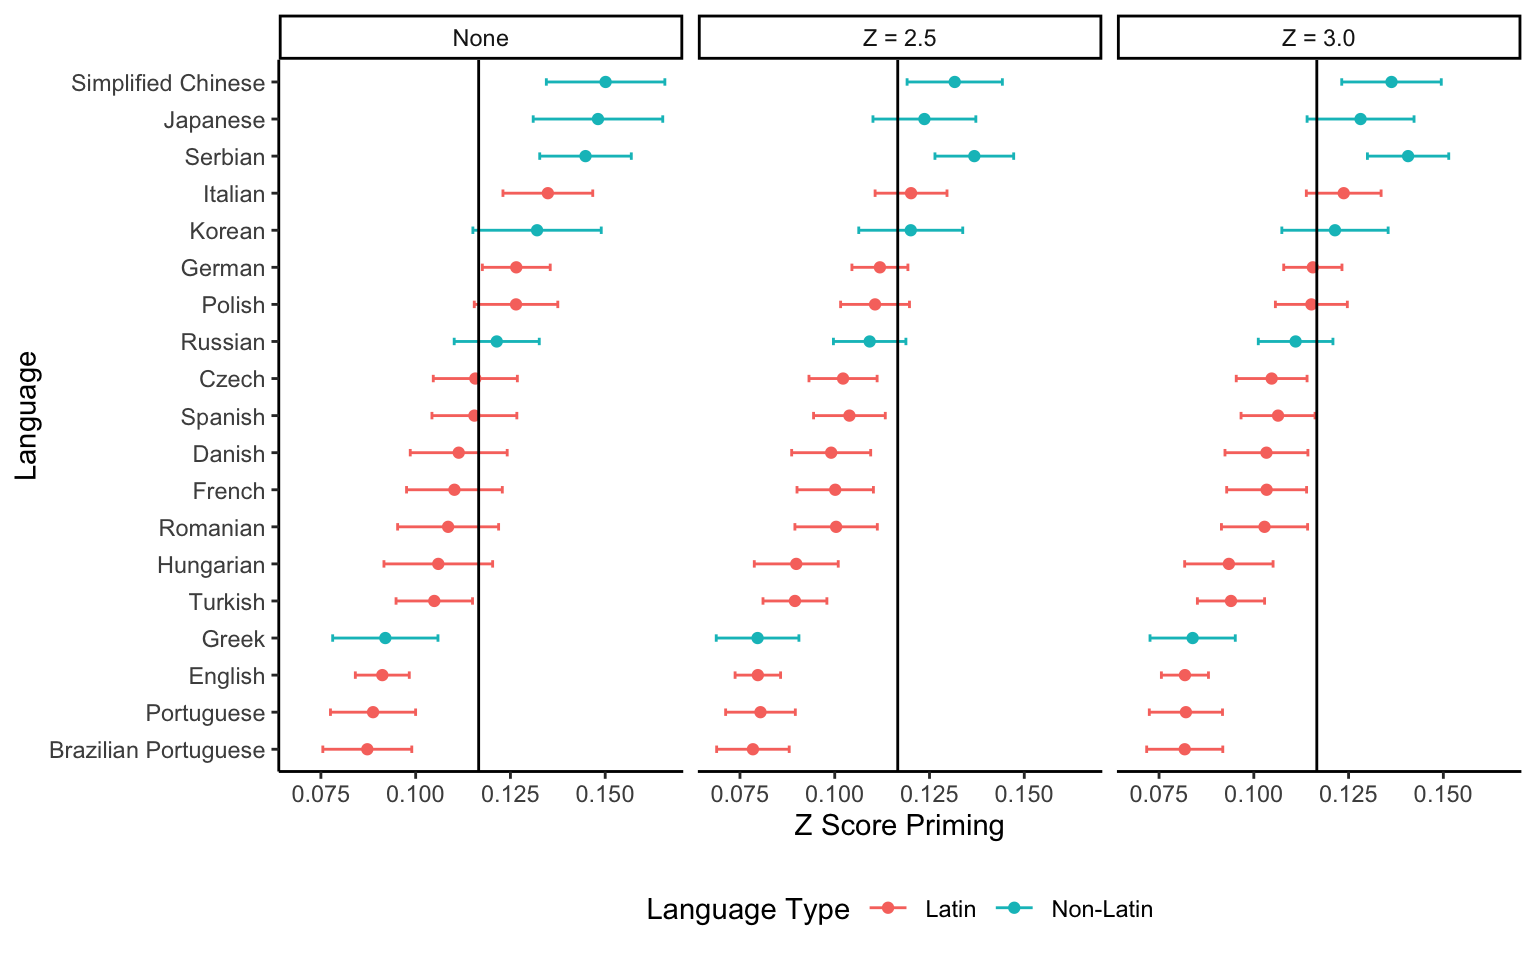 None
Z = 2.5
Z = 3.0
Simplified Chinese
Japanese
Serbian
Italian
Korean
German
Polish
Russian
Czech
Spanish
Danish
French
Romanian
Hungarian
Turkish
Greek
English
Portuguese
Brazilian Portuguese
Language
0.075 0.100 0.125 0.150
0.075 0.100 0.125 0.150
0.075 0.100 0.125 0.150
Z Score Priming
Language Type Latin Non-Latin